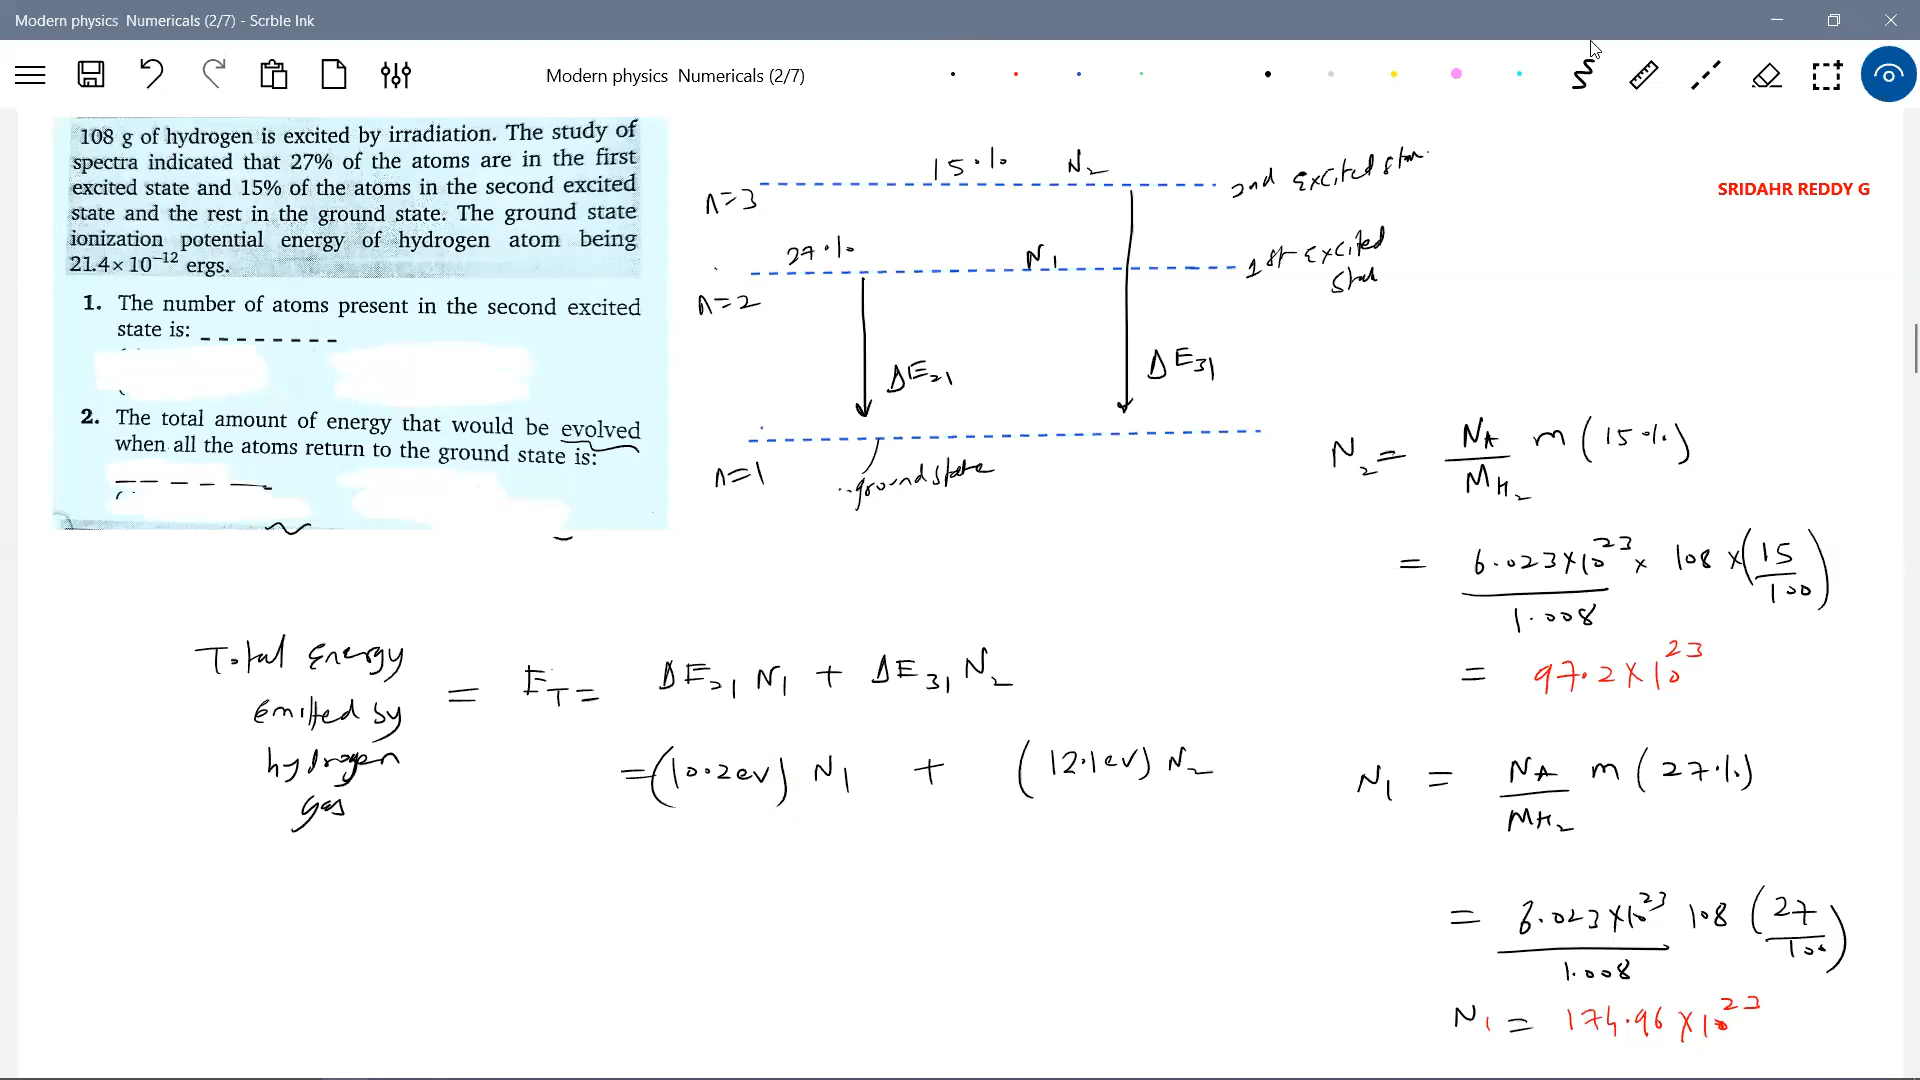 Modern physics Numericals (2/7) - Scrble Ink
Modern physics Numericals (2/7)
108 g of hydrogen is excited by irradiation. The study of
spectra indicated that 27% of the atoms are in the first
excited state and 15% of the atoms in the second excited
state and the rest in the ground state. The ground state
ionization potential energy of hydrogen atom being
21.4×10⁻¹² ergs.
1. The number of atoms present in the second excited
state is: _ _ _ _ _ _ _ _
2. The total amount of energy that would be evolved
when all the atoms return to the ground state is:
_ _ _ _ _
15% N₂
n=3
2nd excited
SRIDAHR REDDY G
27% N₁
n=2
1st excited
ΔE₂₁
ΔE₃₁
n=1
ground state
N₂ = N_A/M_H₂ m (15%)
= 6.023×10²³/1.008 × 108 × (15/100)
= 97.2×10²³
Total energy
emitted by
hydrogen
gas
= E_T = ΔE₂₁ N₁ + ΔE₃₁ N₂
= (10.2ev) N₁ + (12.1ev) N₂
N₁ = N_A/M_H₂ m (27%)
= 6.023×10²³/1.008 108 (27/100)
N₁ = 174.96×10²³